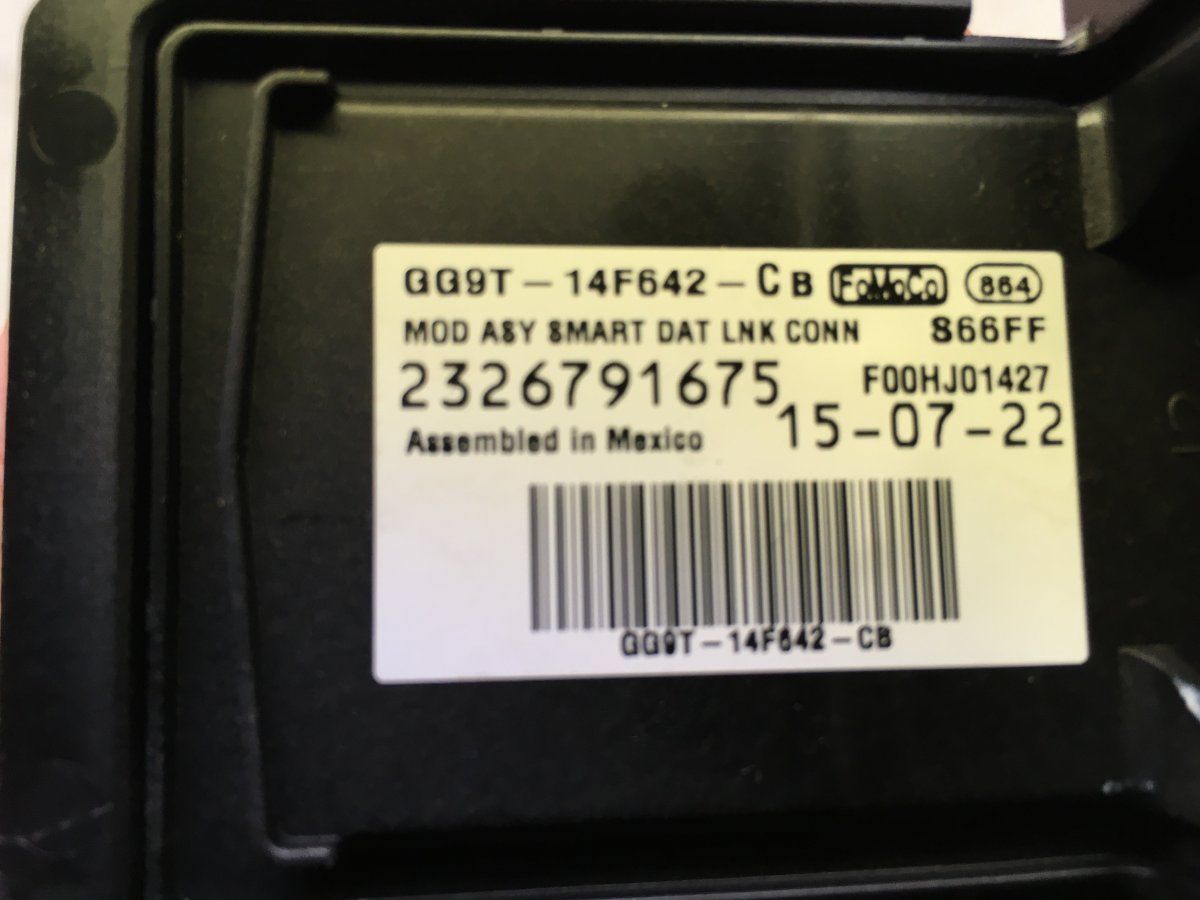 GG9T-14F642-CB FoMoCo 864
MOD ASY SMART DAT LNK CONN S66FF
2326791675 F00HJ01427
Assembled in Mexico 15-07-22
GG9T-14F642-CB